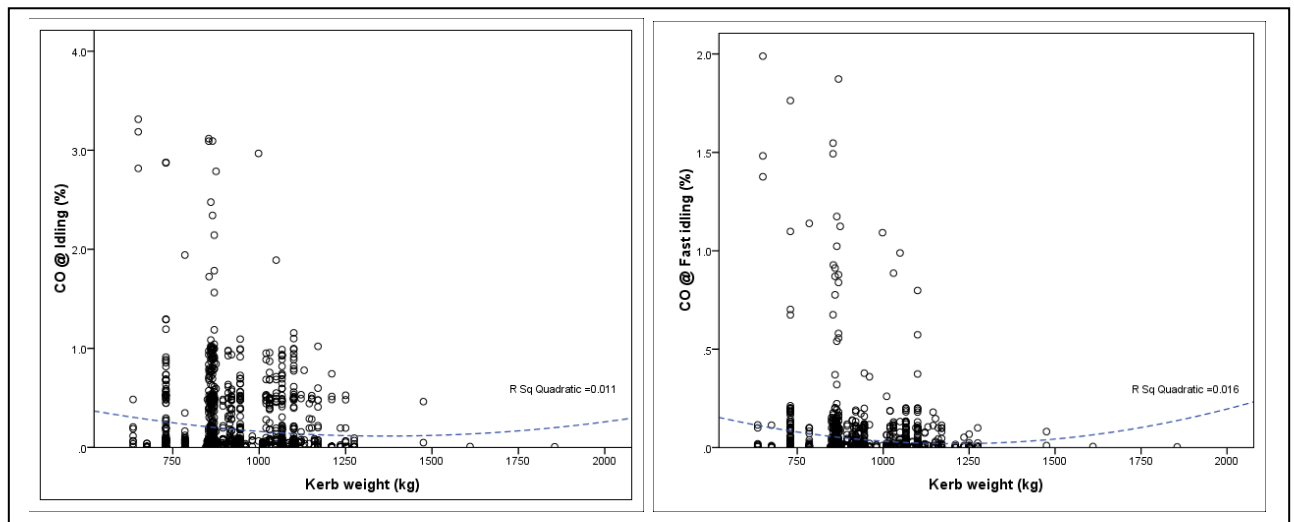 4.0
3.0
2.0
1.0
.0
CO @ Idling (%)
R Sq Quadratic =0.011
750 1000 1250 1500 1750 2000
Kerb weight (kg)
2.0
1.5
1.0
.5
.0
CO @ Fast idling (%)
R Sq Quadratic =0.016
750 1000 1250 1500 1750 2000
Kerb weight (kg)